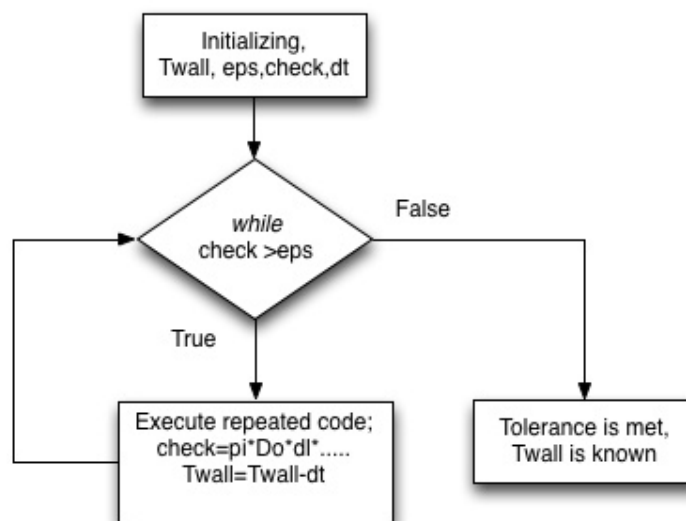 Initializing,
Twall, eps,check,dt
while
check >eps
False
True
Execute repeated code;
check=pi*Do*dl*.....
Twall=Twall-dt
Tolerance is met,
Twall is known